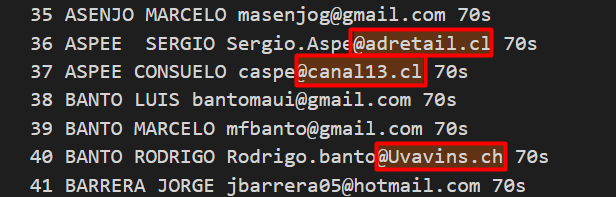 35 ASENJO MARCELO masenjog@gmail.com 70s
36 ASPEE  SERGIO Sergio.Aspe@adretail.cl 70s
37 ASPEE CONSUELO caspe@canal13.cl 70s
38 BANTO LUIS bantomaui@gmail.com 70s
39 BANTO MARCELO mfbanto@gmail.com 70s
40 BANTO RODRIGO Rodrigo.banto@Uvavins.ch 70s
41 BARRERA JORGE jbarrera05@hotmail.com 70s